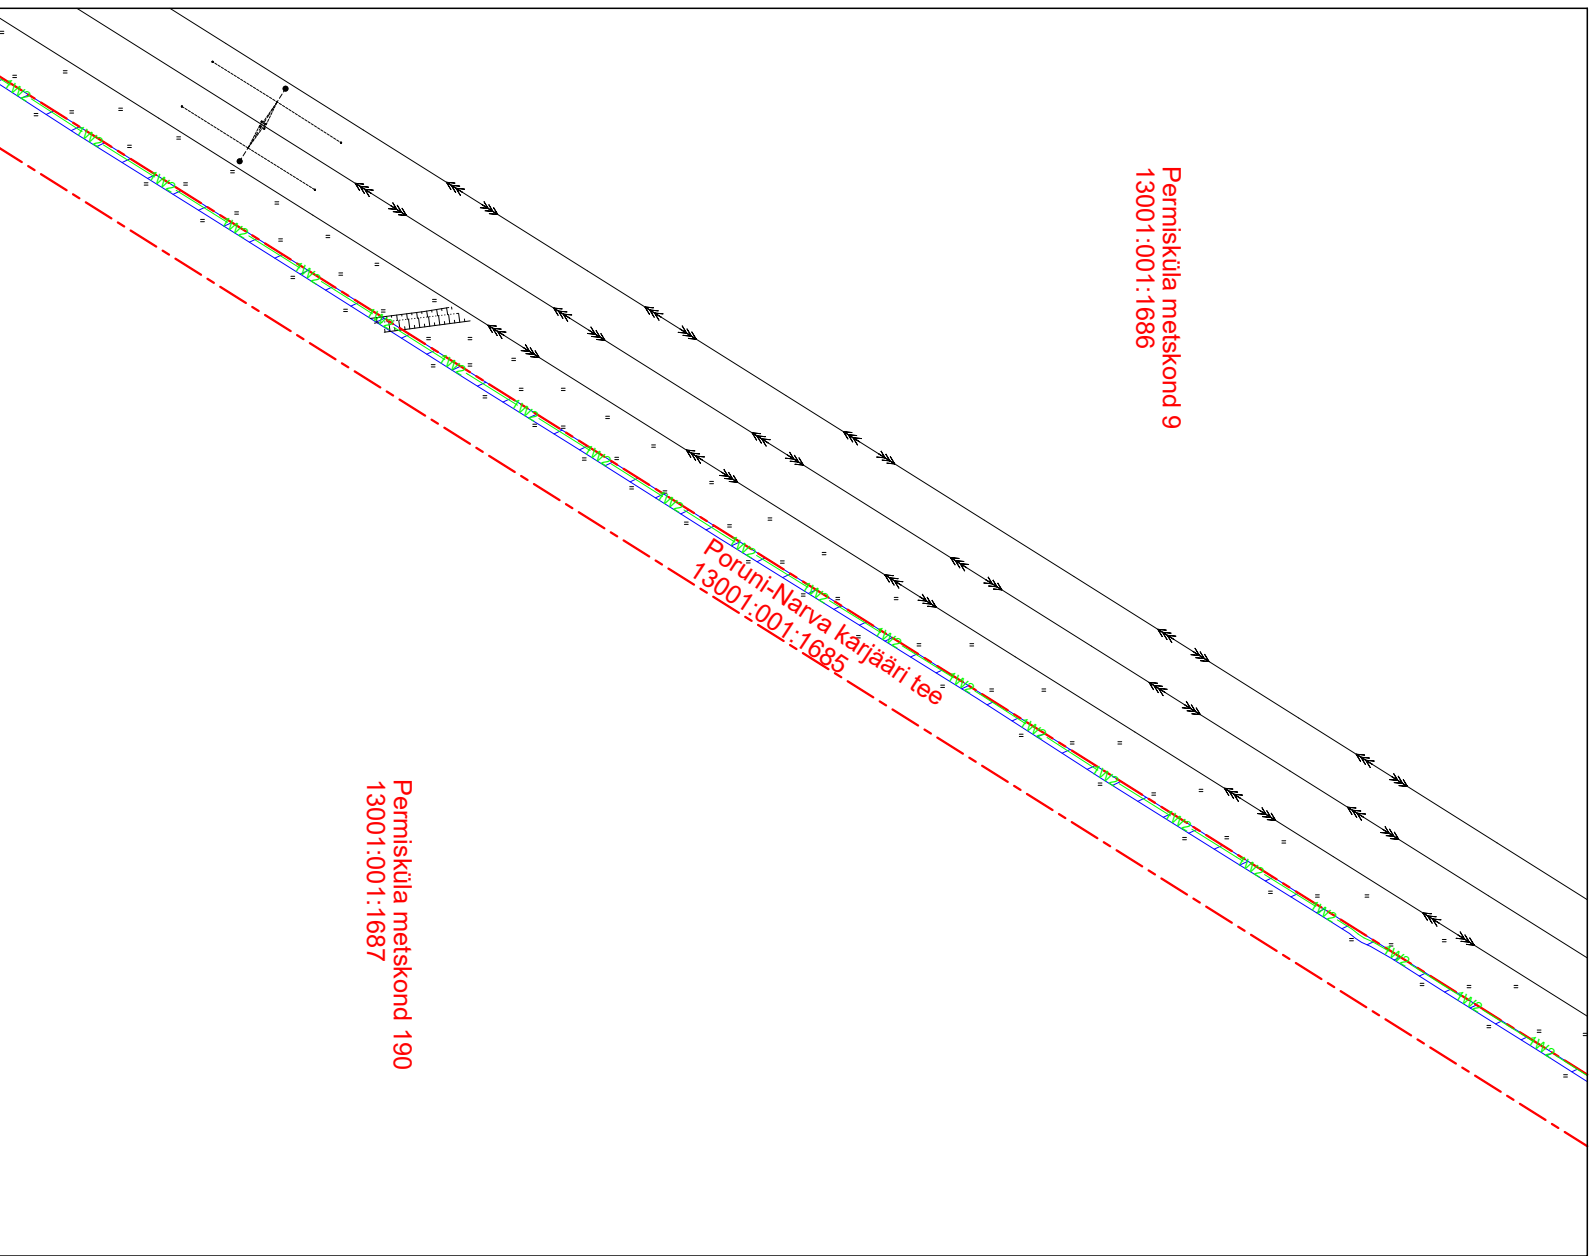 Permisküla metskond 9
13001:001:1686
Poruni-Narva karjääri tee
13001:001:1685
Permisküla metskond 190
13001:001:1687